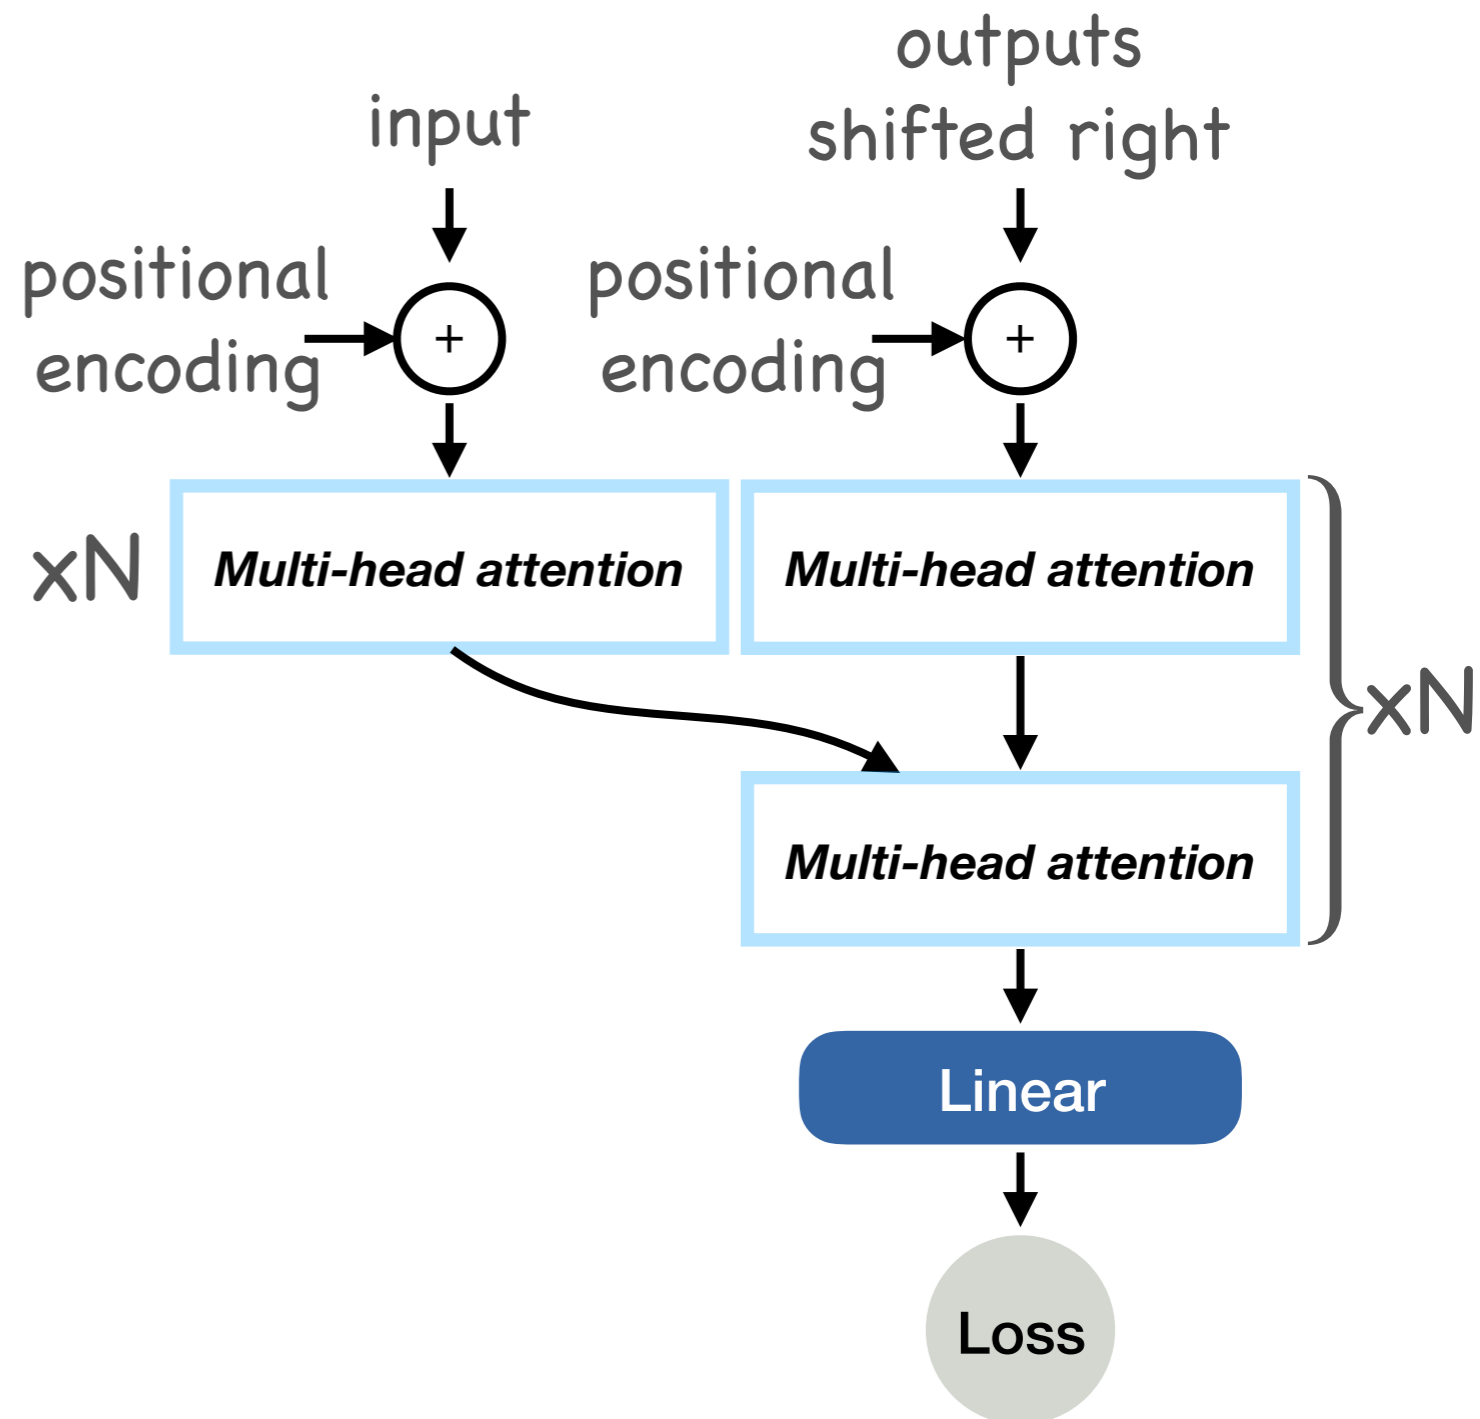 input
outputs
shifted right
positional
encoding
+
positional
encoding
+
xN
Multi-head attention
Multi-head attention
xN
Multi-head attention
Linear
Loss